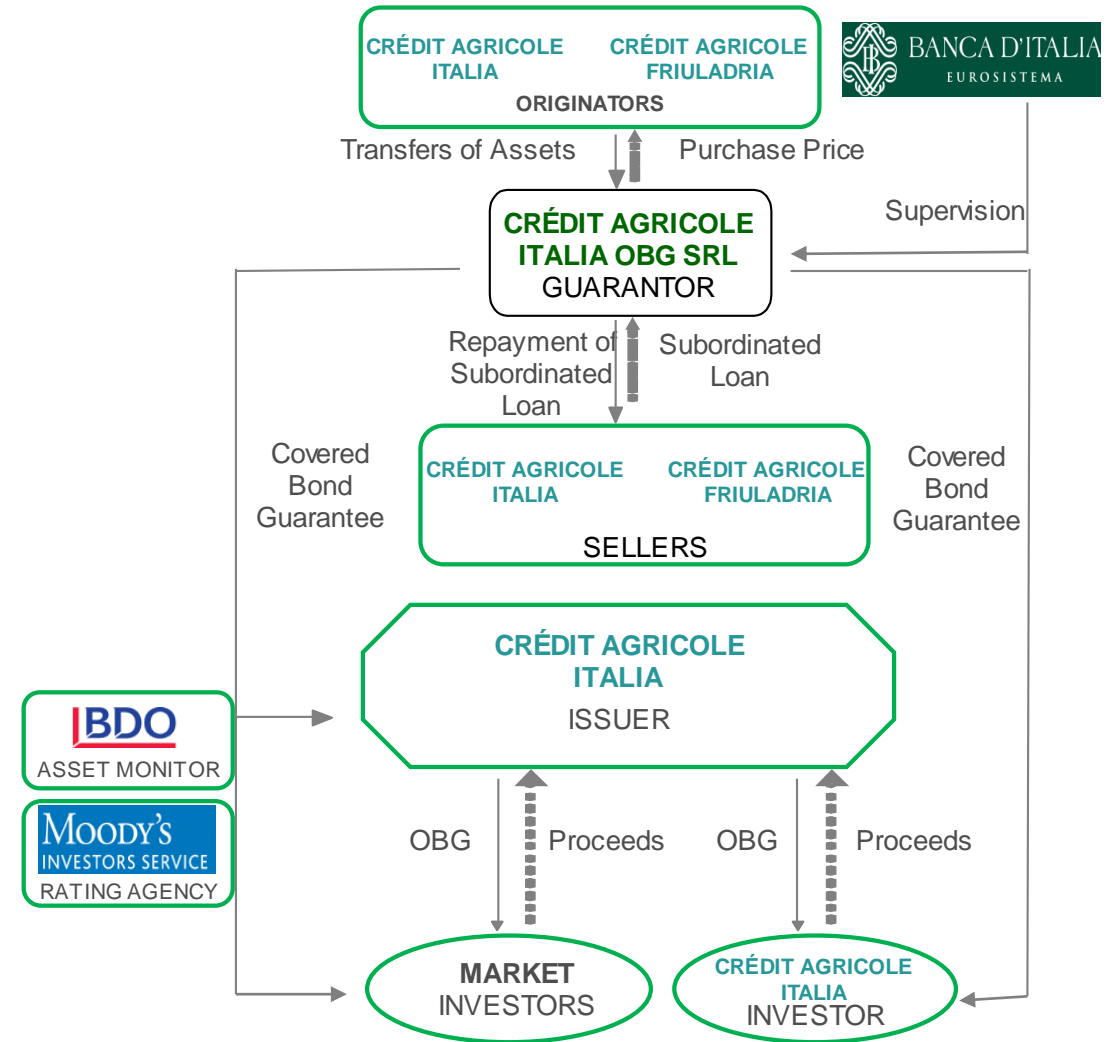 CRÉDIT AGRICOLE
ITALIA
CRÉDIT AGRICOLE
FRIULADRIA
ORIGINATORS
BANCA D'ITALIA
EUROSISTEMA
Transfers of Assets
Purchase Price
Supervision
CRÉDIT AGRICOLE
ITALIA OBG SRL
GUARANTOR
Repayment of
Subordinated
Loan
Subordinated
Loan
Covered
Bond
Guarantee
CRÉDIT AGRICOLE
ITALIA
CRÉDIT AGRICOLE
FRIULADRIA
SELLERS
Covered
Bond
Guarantee
CRÉDIT AGRICOLE
ITALIA
ISSUER
BDO
ASSET MONITOR
MOODY'S
INVESTORS SERVICE
RATING AGENCY
OBG
Proceeds
OBG
Proceeds
MARKET
INVESTORS
CRÉDIT AGRICOLE
ITALIA
INVESTOR